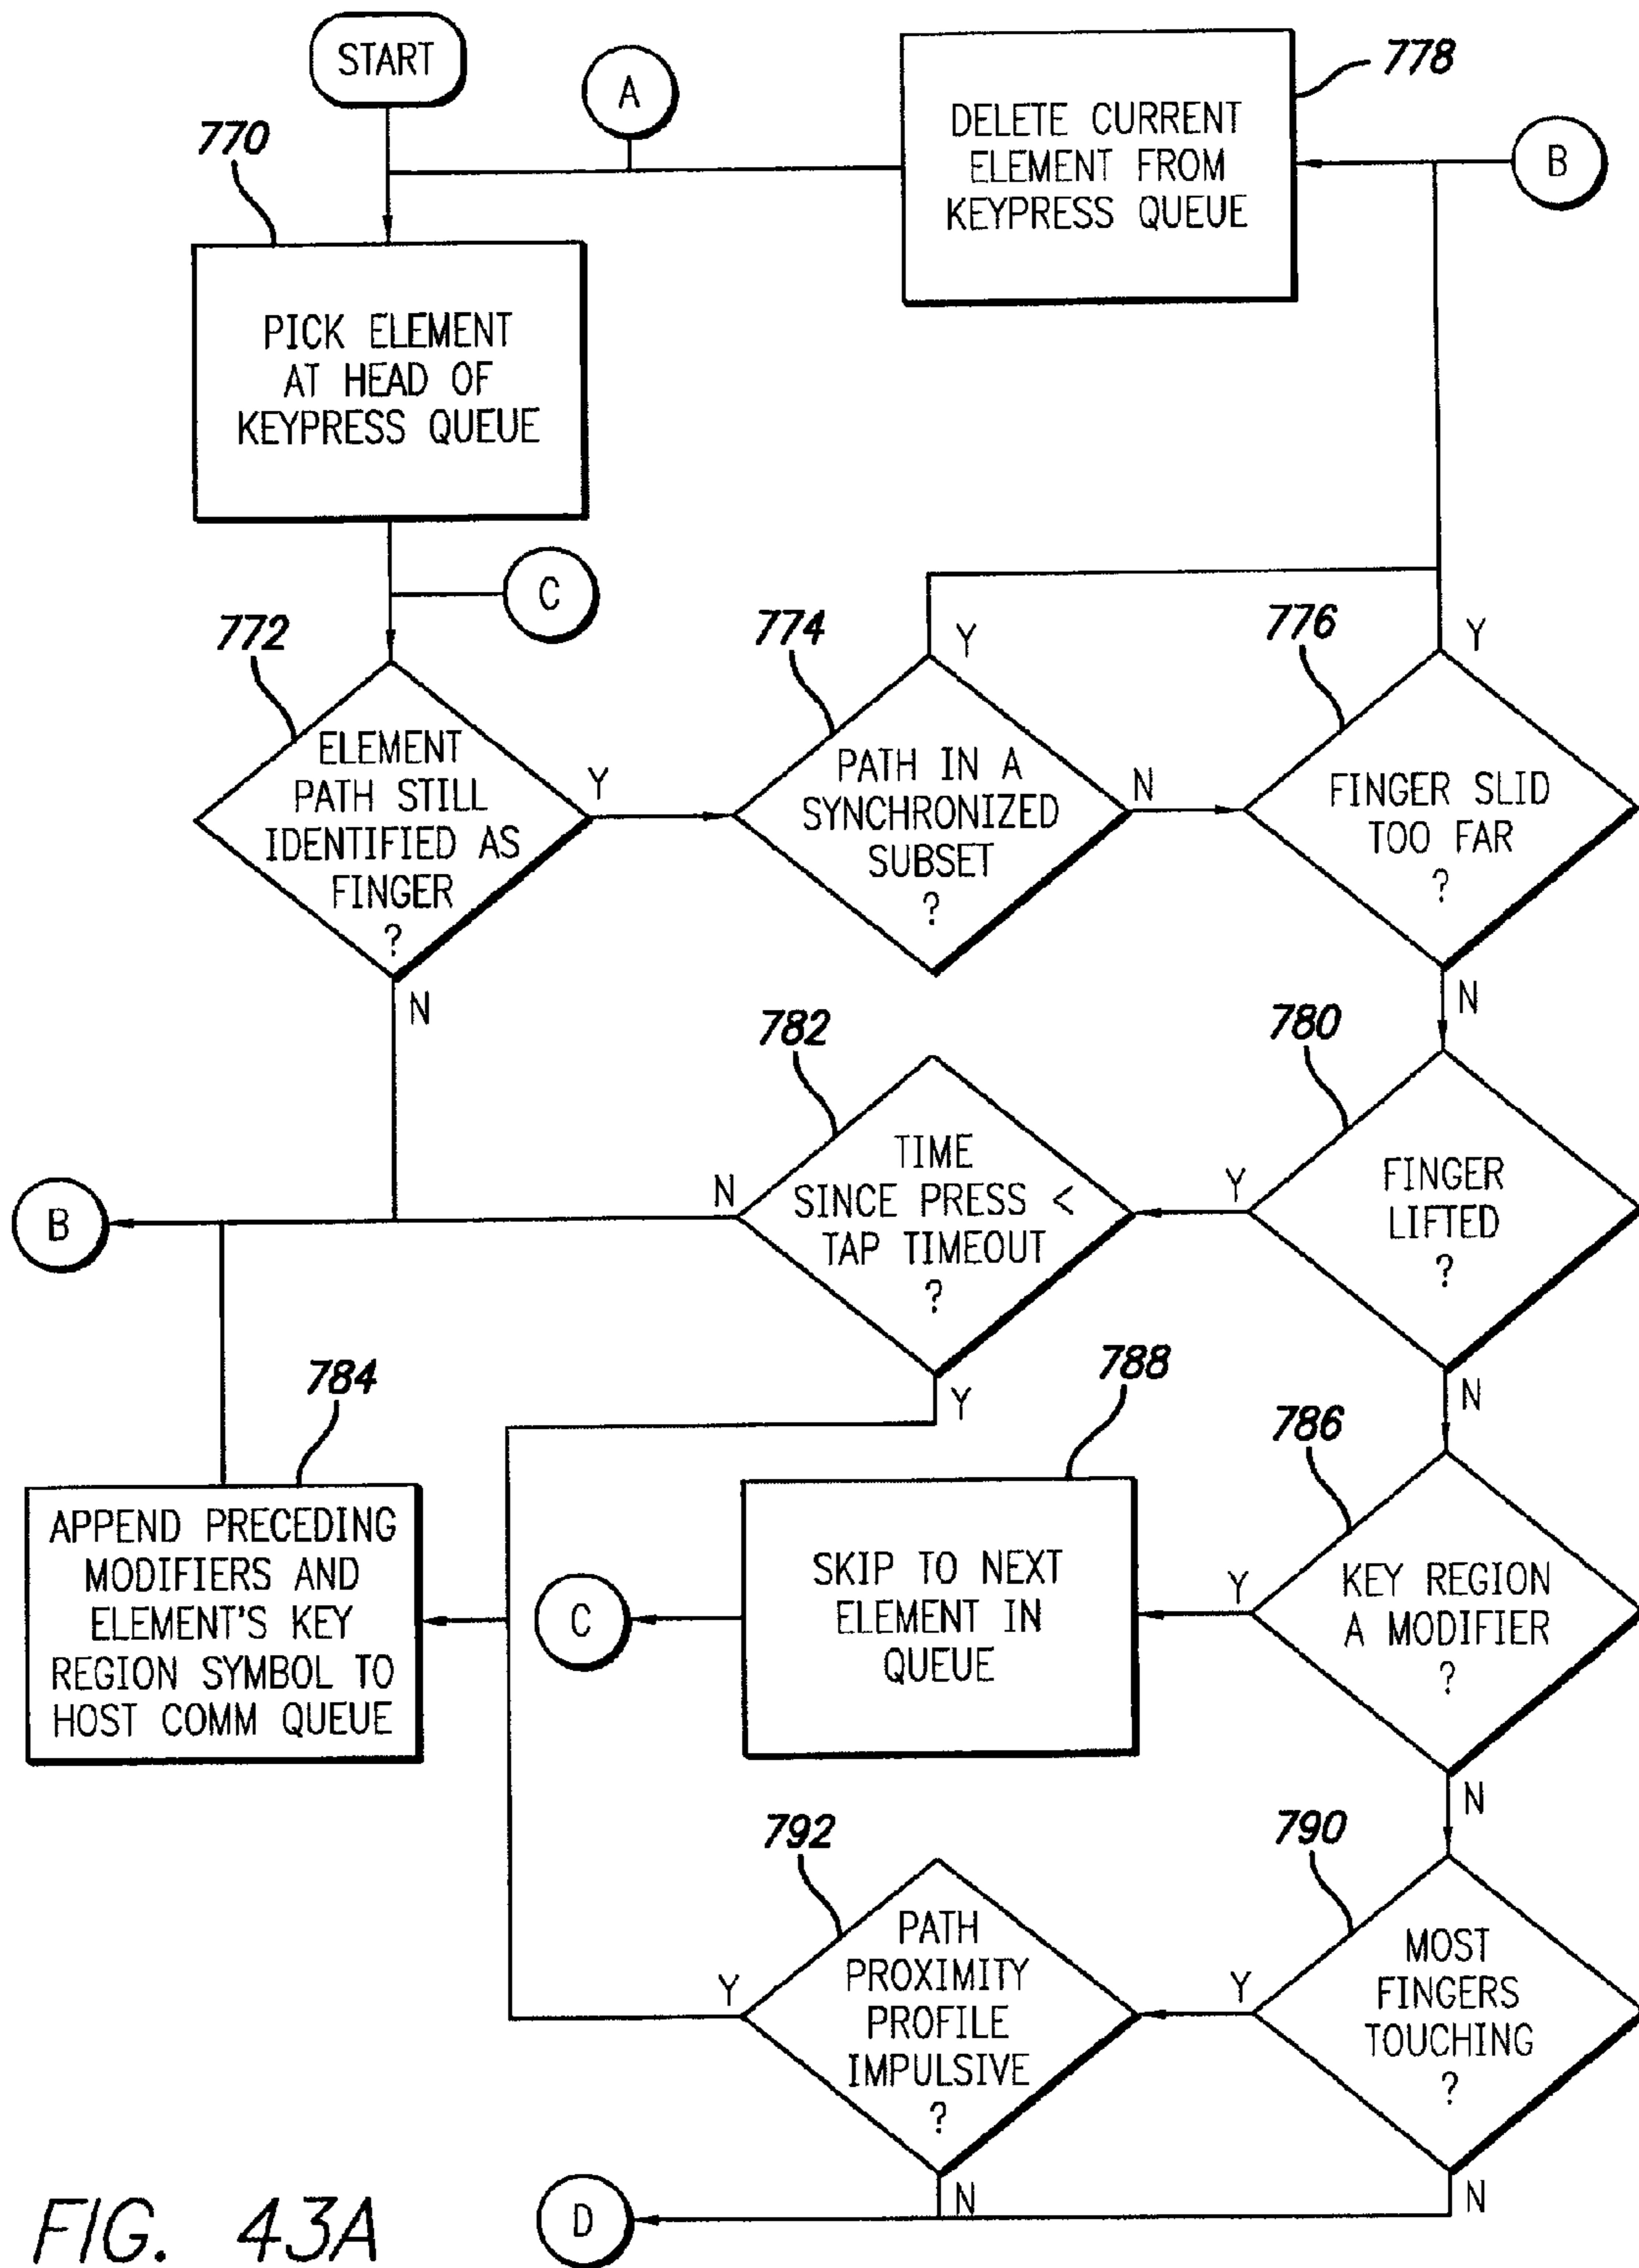 START
A
778
DELETE CURRENT
ELEMENT FROM
KEYPRESS QUEUE
B
770
PICK ELEMENT
AT HEAD OF
KEYPRESS QUEUE
C
772
ELEMENT
PATH STILL
IDENTIFIED AS
FINGER
?
Y
N
774
Y
PATH IN A
SYNCHRONIZED
SUBSET
?
N
776
Y
FINGER SLID
TOO FAR
?
N
780
FINGER
LIFTED
?
Y
N
782
TIME
SINCE PRESS <
TAP TIMEOUT
?
N
Y
B
784
APPEND PRECEDING
MODIFIERS AND
ELEMENT'S KEY
REGION SYMBOL TO
HOST COMM QUEUE
788
SKIP TO NEXT
ELEMENT IN
QUEUE
C
786
KEY REGION
A MODIFIER
?
Y
N
790
MOST
FINGERS
TOUCHING
?
Y
N
792
PATH
PROXIMITY
PROFILE
IMPULSIVE
?
Y
N
D
FIG. 43A